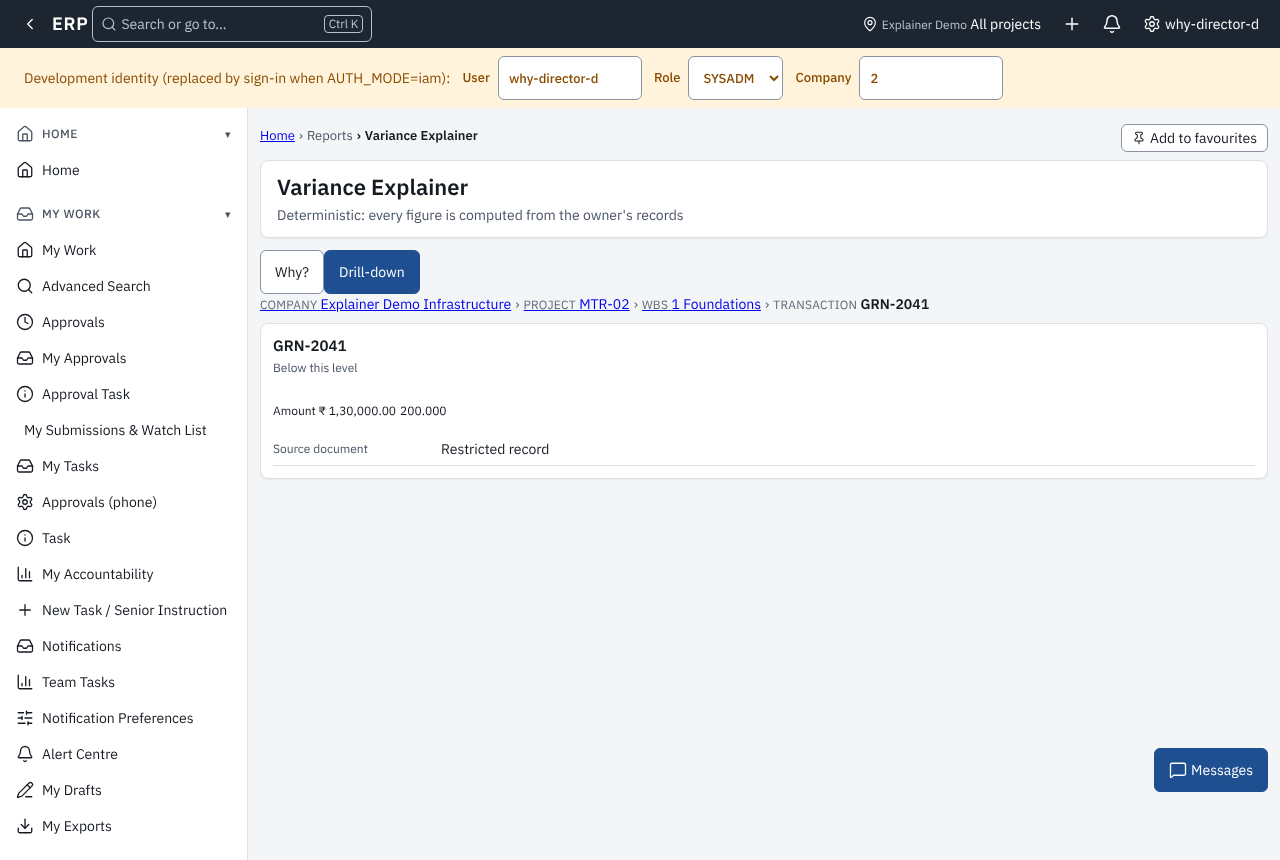 ERP Search or go to... Ctrl K Explainer Demo All projects why-director-d
Development identity (replaced by sign-in when AUTH_MODE=iam): User why-director-d Role SYSADM Company 2
HOME
Home
MY WORK
My Work
Advanced Search
Approvals
My Approvals
Approval Task
My Submissions & Watch List
My Tasks
Approvals (phone)
Task
My Accountability
New Task / Senior Instruction
Notifications
Team Tasks
Notification Preferences
Alert Centre
My Drafts
My Exports
Home › Reports › Variance Explainer
Add to favourites
Variance Explainer
Deterministic: every figure is computed from the owner's records
Why? Drill-down
COMPANY Explainer Demo Infrastructure › PROJECT MTR-02 › WBS 1 Foundations › TRANSACTION GRN-2041
GRN-2041
Below this level
Amount ₹ 1,30,000.00 200.000
Source document Restricted record
Messages